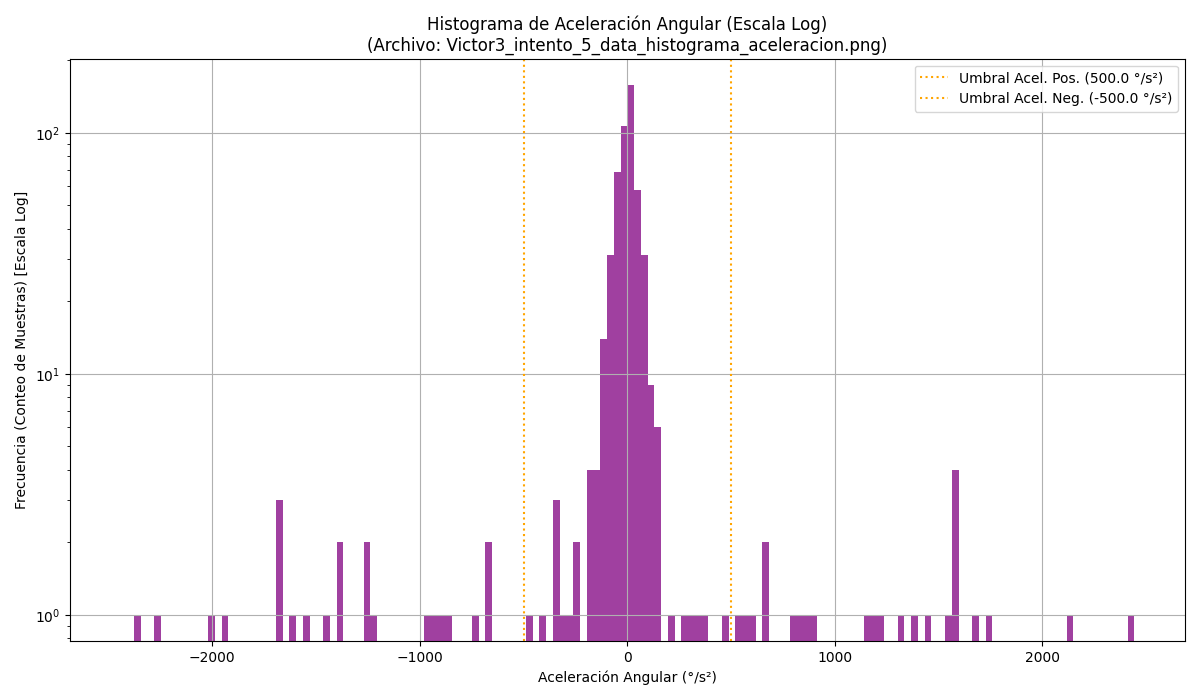 Histograma de Aceleración Angular (Escala Log)
(Archivo: Victor3_intento_5_data_histograma_aceleracion.png)
Umbral Acel. Pos. (500.0 °/s²)
Umbral Acel. Neg. (-500.0 °/s²)
Frecuencia (Conteo de Muestras) [Escala Log]
10²
10¹
10⁰
−2000
−1000
0
1000
2000
Aceleración Angular (°/s²)